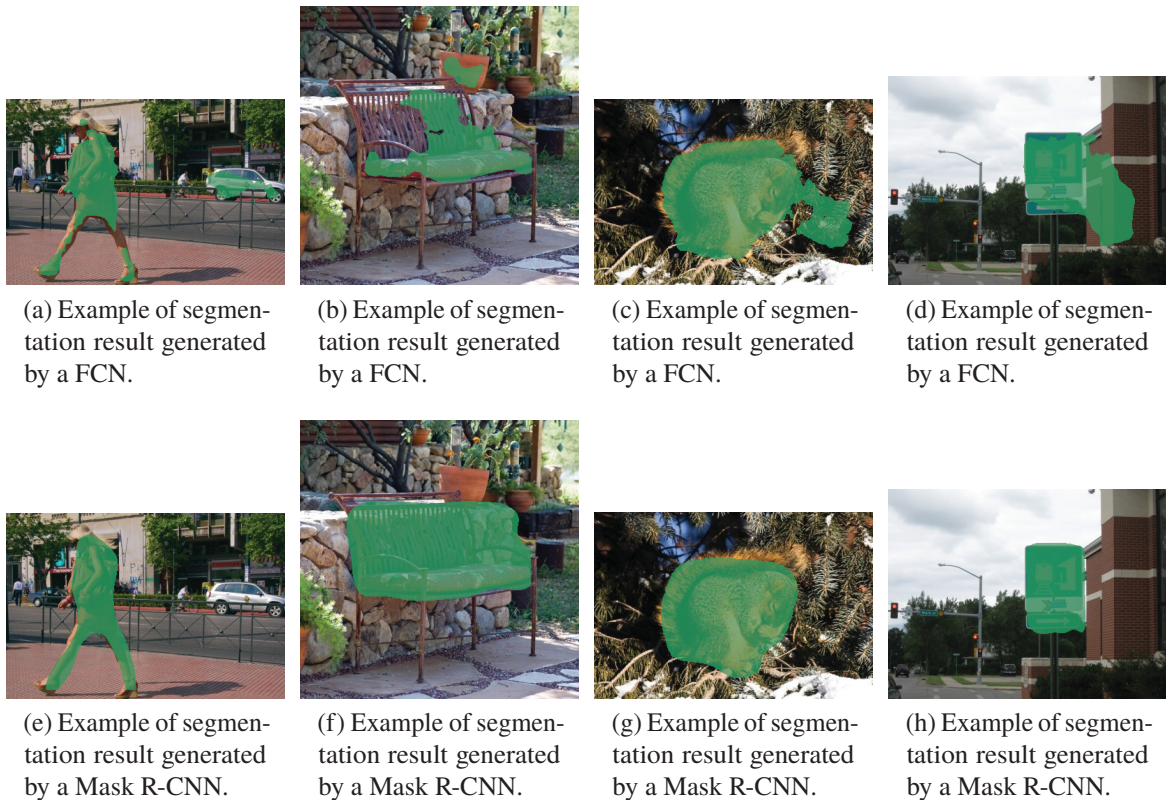 (a) Example of segmen-
tation result generated
by a FCN.
(b) Example of segmen-
tation result generated
by a FCN.
(c) Example of segmen-
tation result generated
by a FCN.
(d) Example of segmen-
tation result generated
by a FCN.
(e) Example of segmen-
tation result generated
by a Mask R-CNN.
(f) Example of segmen-
tation result generated
by a Mask R-CNN.
(g) Example of segmen-
tation result generated
by a Mask R-CNN.
(h) Example of segmen-
tation result generated
by a Mask R-CNN.